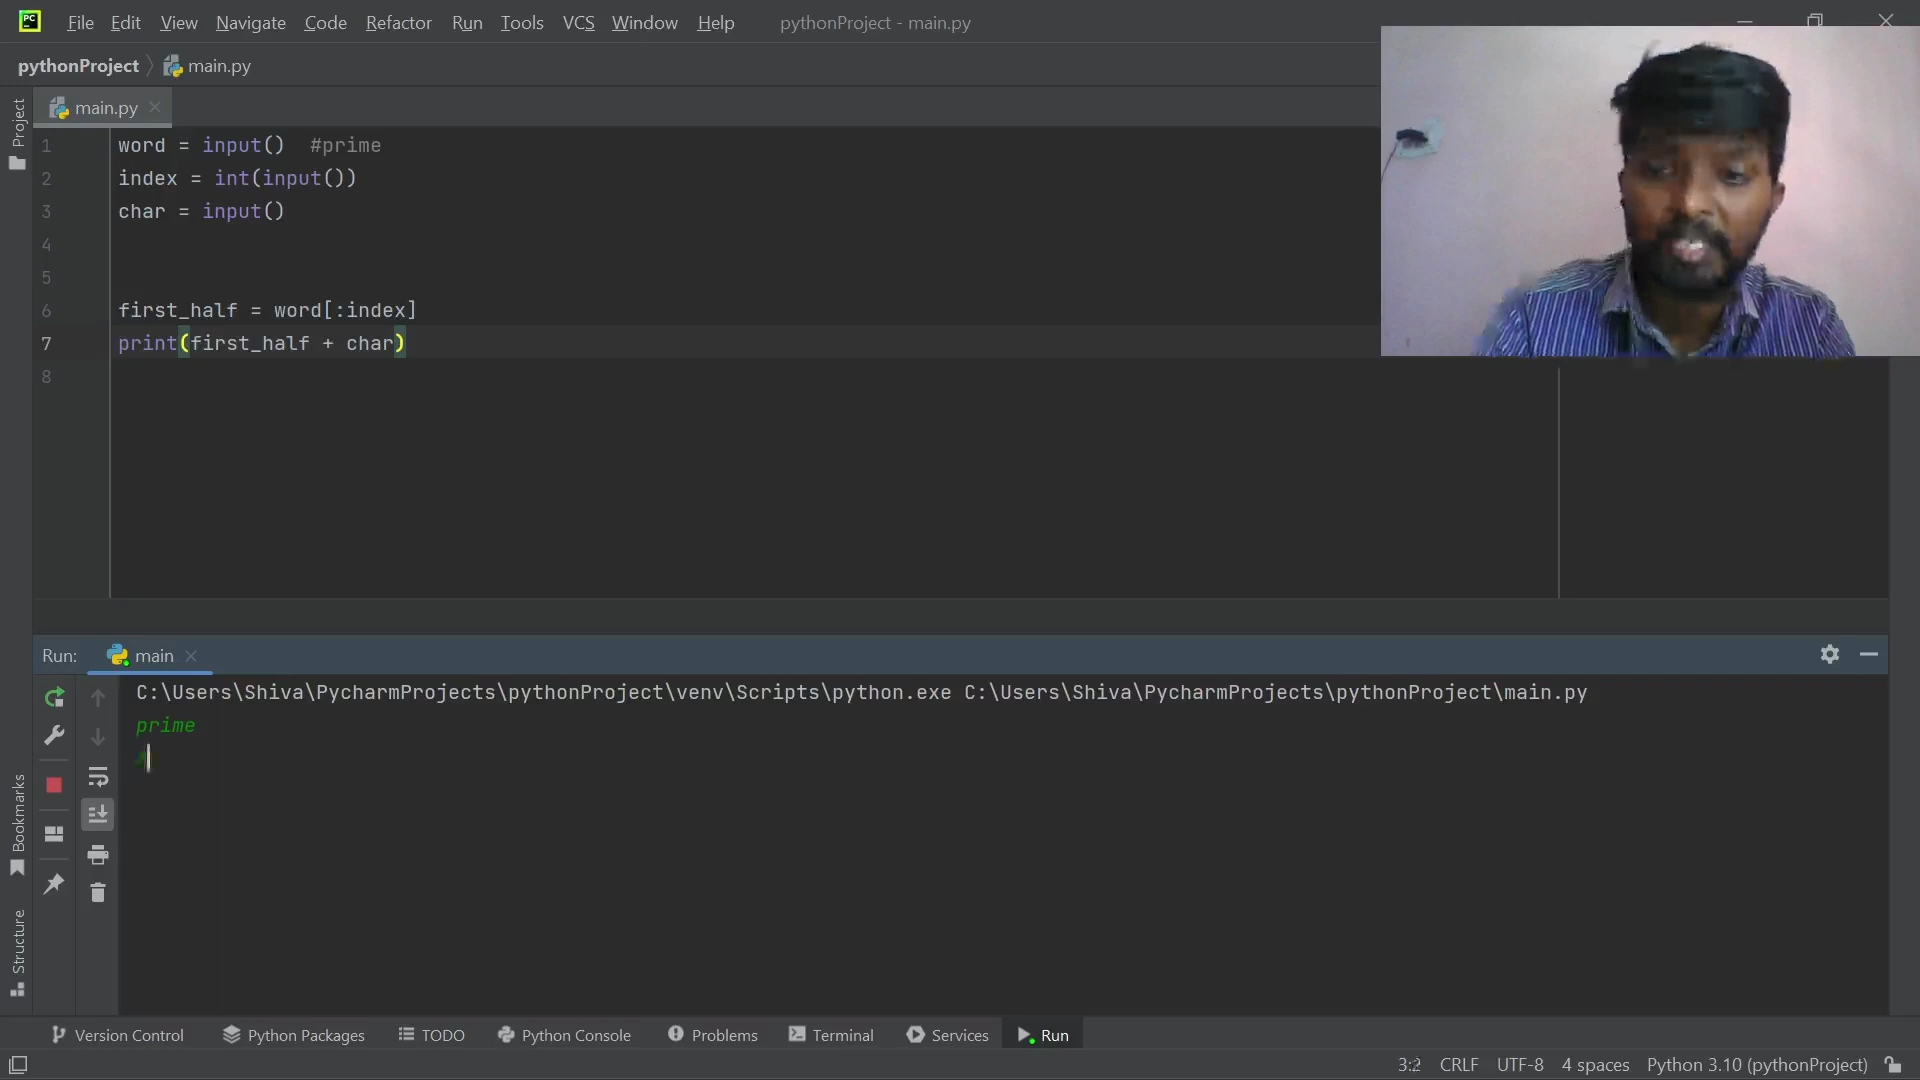 File Edit View Navigate Code Refactor Run Tools VCS Window Help pythonProject - main.py
pythonProject main.py
Project
main.py
1 word = input()  #prime
2 index = int(input())
3 char = input()
4
5
6 first_half = word[:index]
7 print(first_half + char)
8
Run: main
C:\Users\Shiva\PycharmProjects\pythonProject\venv\Scripts\python.exe C:\Users\Shiva\PycharmProjects\pythonProject\main.py
prime
Bookmarks
Structure
Version Control Python Packages TODO Python Console Problems Terminal Services Run
3:2 CRLF UTF-8 4 spaces Python 3.10 (pythonProject)